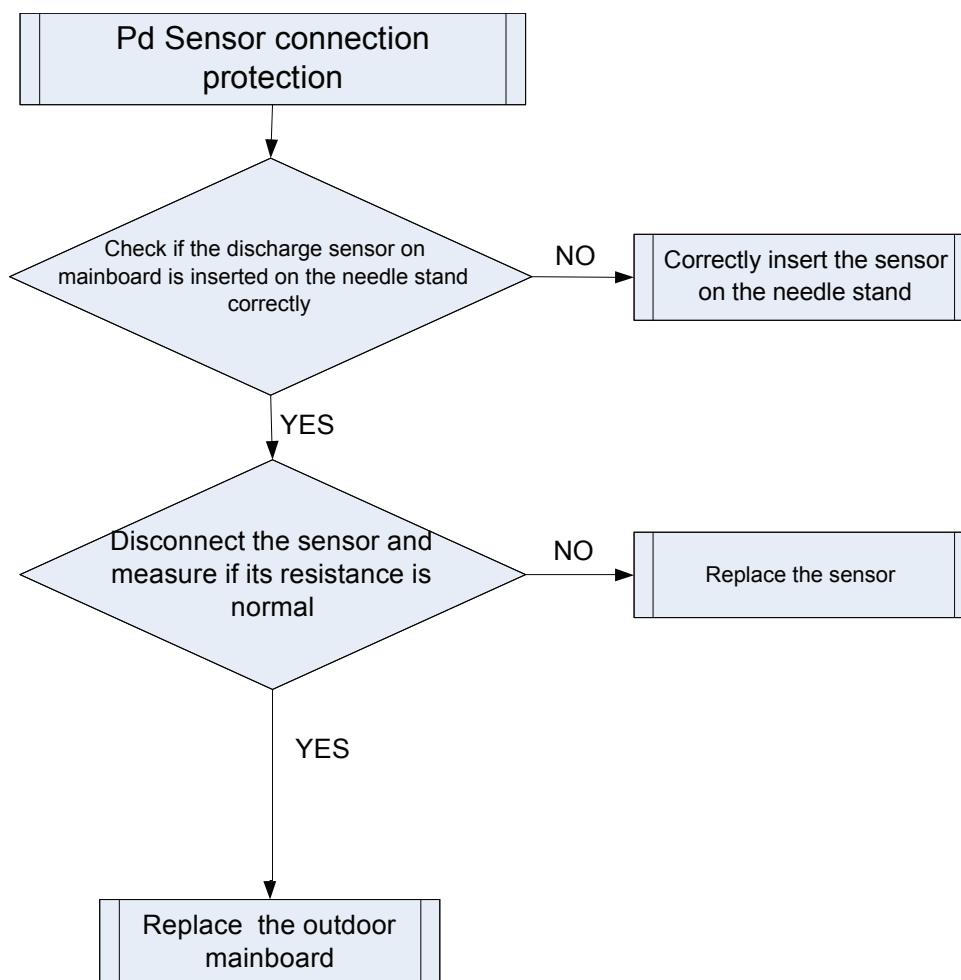 Pd Sensor connection
protection
Check if the discharge sensor on
mainboard is inserted on the needle stand
correctly
NO
Correctly insert the sensor
on the needle stand
YES
Disconnect the sensor and
measure if its resistance is
normal
NO
Replace the sensor
YES
Replace the outdoor
mainboard